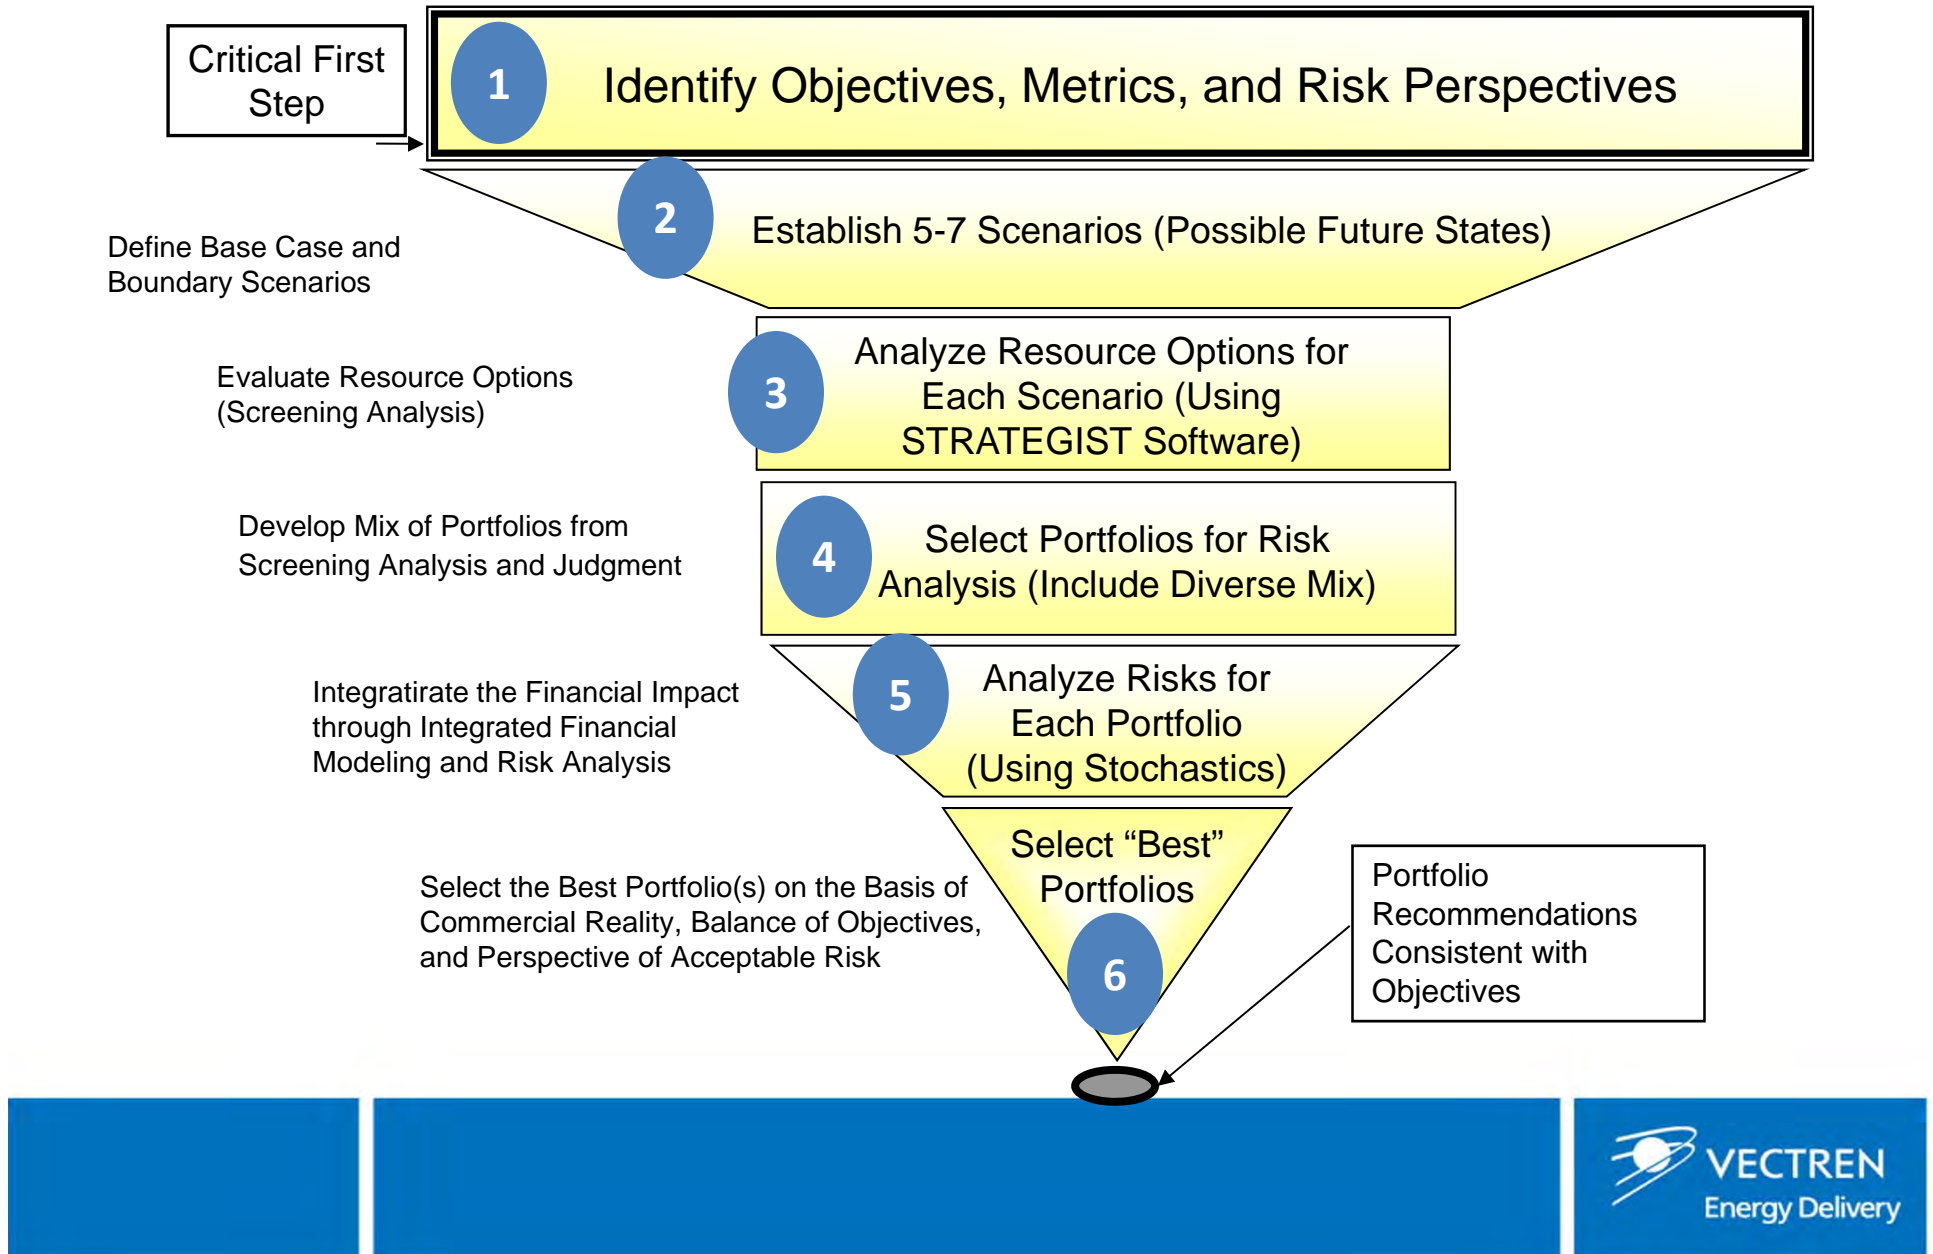 Critical First
Step
1
Identify Objectives, Metrics, and Risk Perspectives
2
Establish 5-7 Scenarios (Possible Future States)
Define Base Case and
Boundary Scenarios
3
Analyze Resource Options for
Each Scenario (Using
STRATEGIST Software)
Evaluate Resource Options
(Screening Analysis)
4
Select Portfolios for Risk
Analysis (Include Diverse Mix)
Develop Mix of Portfolios from
Screening Analysis and Judgment
5
Analyze Risks for
Each Portfolio
(Using Stochastics)
Integratirate the Financial Impact
through Integrated Financial
Modeling and Risk Analysis
Select “Best”
Portfolios
6
Select the Best Portfolio(s) on the Basis of
Commercial Reality, Balance of Objectives,
and Perspective of Acceptable Risk
Portfolio
Recommendations
Consistent with
Objectives
VECTREN
Energy Delivery